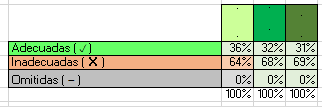 Adecuadas ( ✓ ) 36% 32% 31%
Inadecuadas ( ✗ ) 64% 68% 69%
Omitidas ( – ) 0% 0% 0%
100% 100% 100%